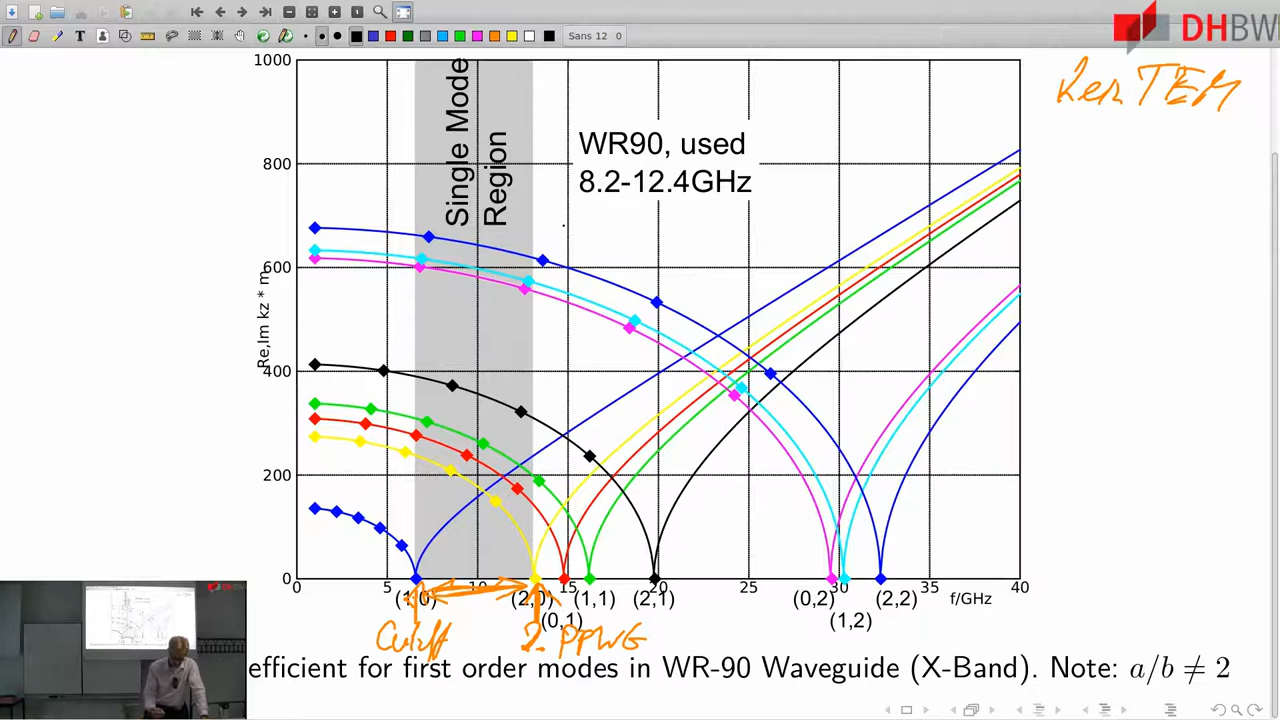 Sans 12 0
DHBW
Ken TEM
1000
800
600
400
200
0
Re,Im kz * m
Single Mode
Region
WR90, used
8.2-12.4GHz
0 5 10 15 20 25 30 35 40
(1,0) (2,0) (1,1) (2,1) (0,2) (2,2) f/GHz
(0,1) (1,2)
Cutoff 2. PPWG
efficient for first order modes in WR-90 Waveguide (X-Band). Note: a/b ≠ 2